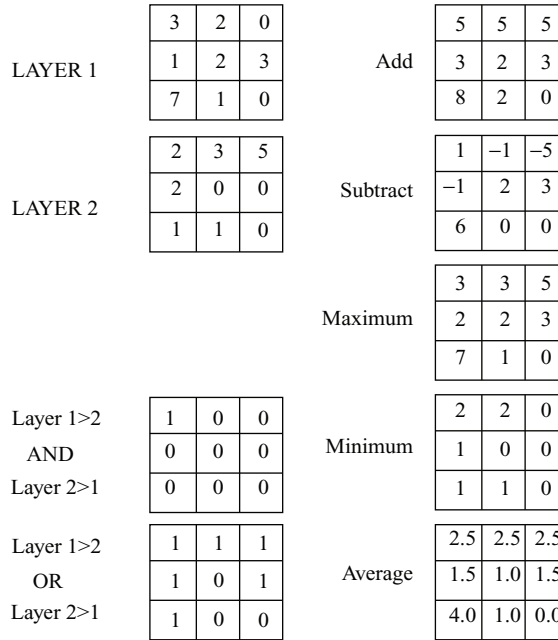 LAYER 1
3 2 0
1 2 3
7 1 0
Add
5 5 5
3 2 3
8 2 0
LAYER 2
2 3 5
2 0 0
1 1 0
Subtract
1 −1 −5
−1 2 3
6 0 0
Maximum
3 3 5
2 2 3
7 1 0
Layer 1>2
AND
Layer 2>1
1 0 0
0 0 0
0 0 0
Minimum
2 2 0
1 0 0
1 1 0
Layer 1>2
OR
Layer 2>1
1 1 1
1 0 1
1 0 0
Average
2.5 2.5 2.5
1.5 1.0 1.5
4.0 1.0 0.0